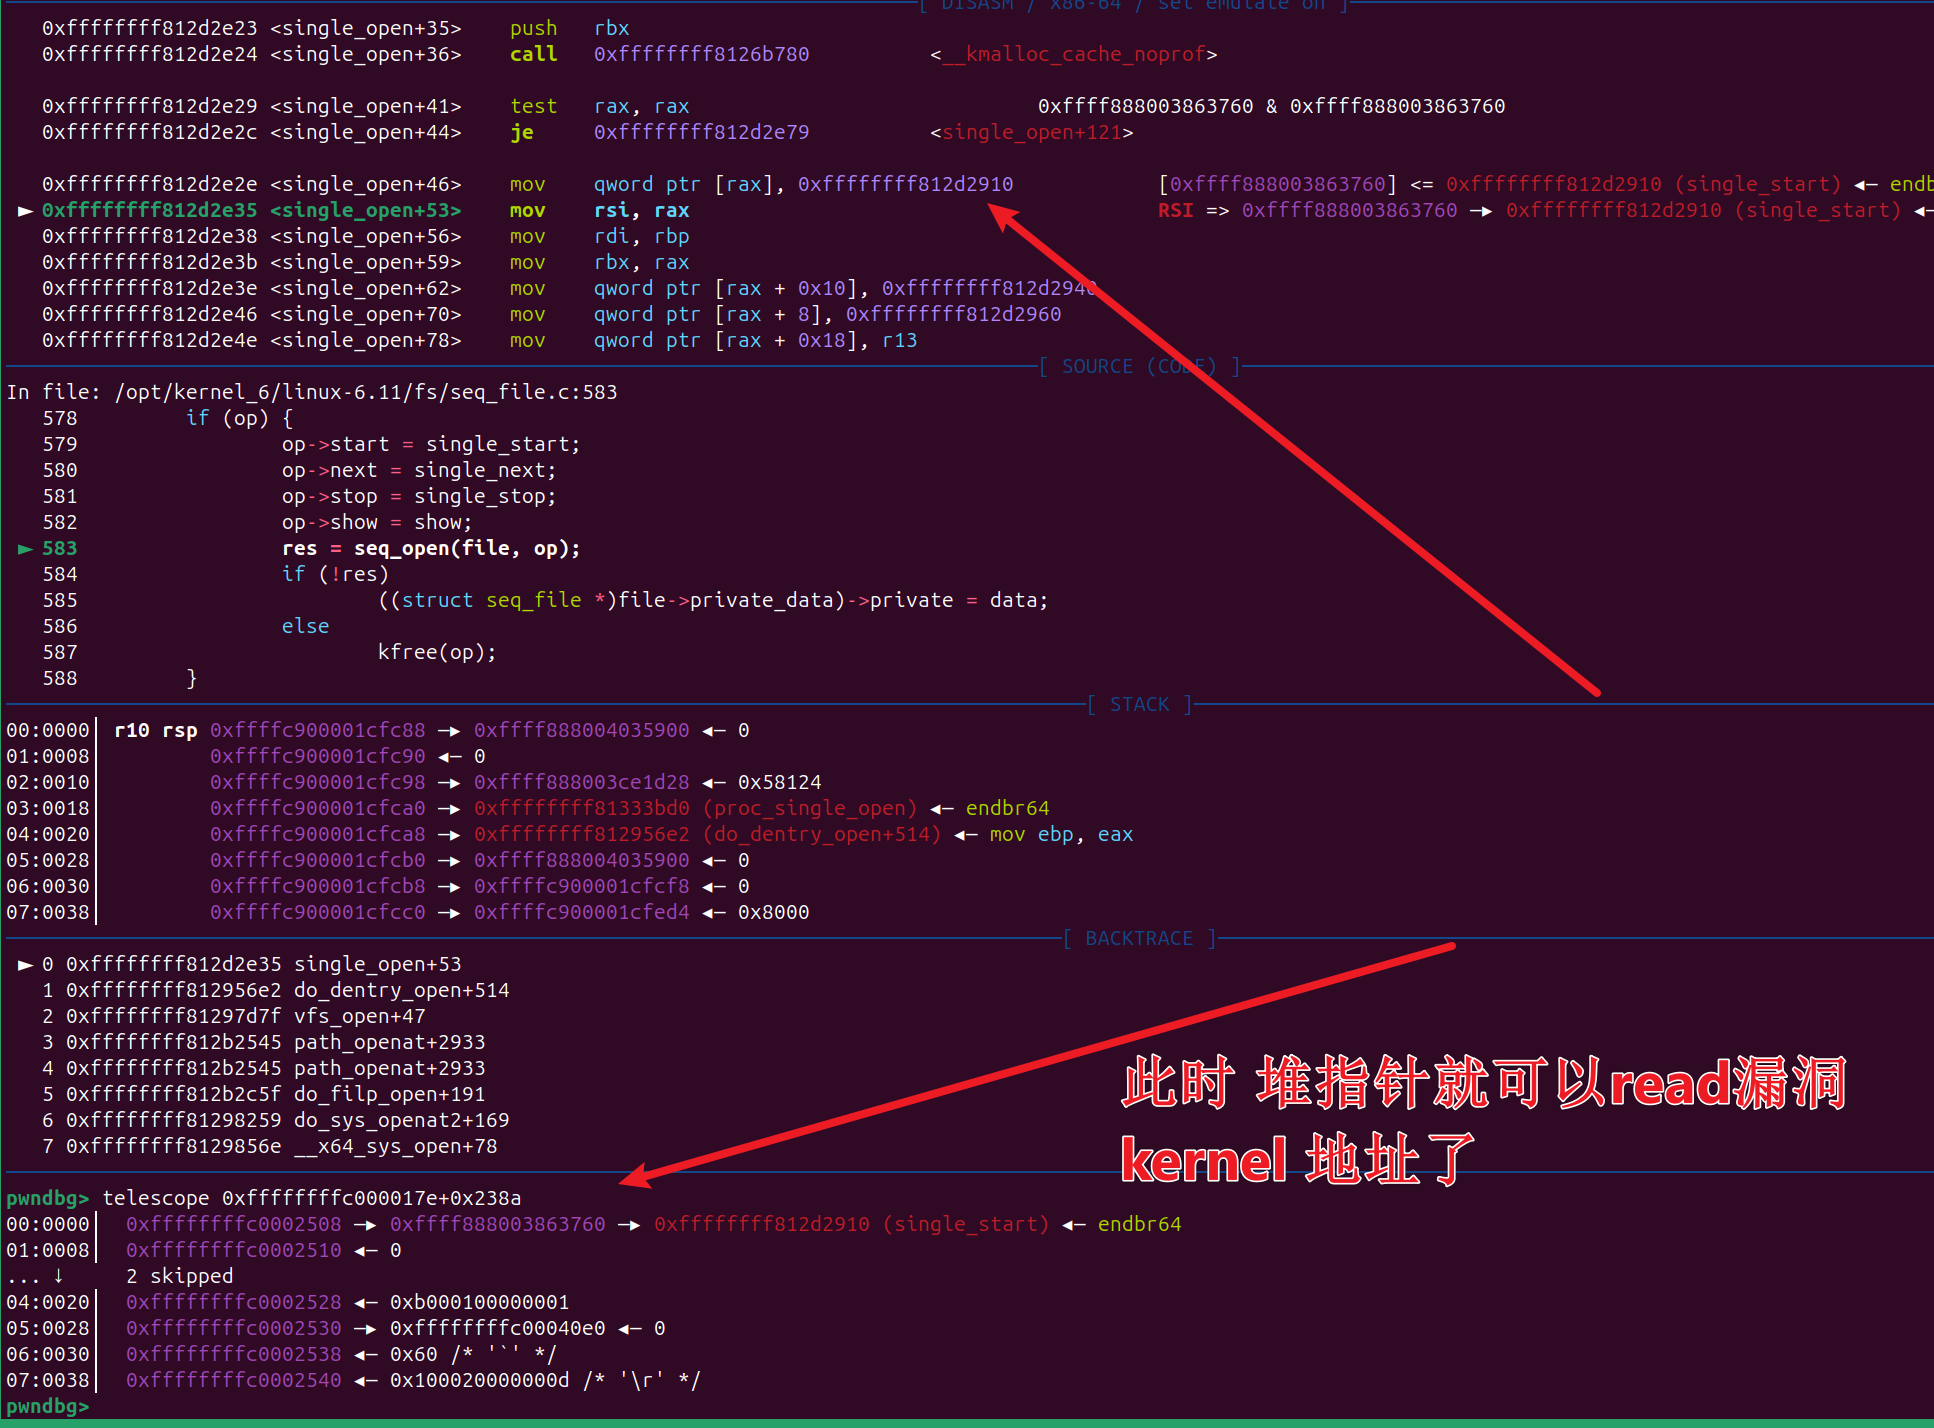 [ DISASM / x86-64 / set emulate on ]
0xffffffff812d2e23 <single_open+35>    push   rbx
0xffffffff812d2e24 <single_open+36>    call   0xffffffff8126b780          <__kmalloc_cache_noprof>
0xffffffff812d2e29 <single_open+41>    test   rax, rax                             0xffff888003863760 & 0xffff888003863760
0xffffffff812d2e2c <single_open+44>    je     0xffffffff812d2e79          <single_open+121>
0xffffffff812d2e2e <single_open+46>    mov    qword ptr [rax], 0xffffffff812d2910            [0xffff888003863760] <= 0xffffffff812d2910 (single_start) ◂— endb
► 0xffffffff812d2e35 <single_open+53>    mov    rsi, rax                                       RSI => 0xffff888003863760 —▸ 0xffffffff812d2910 (single_start) ◂—
0xffffffff812d2e38 <single_open+56>    mov    rdi, rbp
0xffffffff812d2e3b <single_open+59>    mov    rbx, rax
0xffffffff812d2e3e <single_open+62>    mov    qword ptr [rax + 0x10], 0xffffffff812d2940
0xffffffff812d2e46 <single_open+70>    mov    qword ptr [rax + 8], 0xffffffff812d2960
0xffffffff812d2e4e <single_open+78>    mov    qword ptr [rax + 0x18], r13
[ SOURCE (CODE) ]
In file: /opt/kernel_6/linux-6.11/fs/seq_file.c:583
578         if (op) {
579                 op->start = single_start;
580                 op->next = single_next;
581                 op->stop = single_stop;
582                 op->show = show;
► 583                 res = seq_open(file, op);
584                 if (!res)
585                         ((struct seq_file *)file->private_data)->private = data;
586                 else
587                         kfree(op);
588         }
[ STACK ]
00:0000│ r10 rsp 0xffffc900001cfc88 —▸ 0xffff888004035900 ◂— 0
01:0008│         0xffffc900001cfc90 ◂— 0
02:0010│         0xffffc900001cfc98 —▸ 0xffff888003ce1d28 ◂— 0x58124
03:0018│         0xffffc900001cfca0 —▸ 0xffffffff81333bd0 (proc_single_open) ◂— endbr64
04:0020│         0xffffc900001cfca8 —▸ 0xffffffff812956e2 (do_dentry_open+514) ◂— mov ebp, eax
05:0028│         0xffffc900001cfcb0 —▸ 0xffff888004035900 ◂— 0
06:0030│         0xffffc900001cfcb8 —▸ 0xffffc900001cfcf8 ◂— 0
07:0038│         0xffffc900001cfcc0 —▸ 0xffffc900001cfed4 ◂— 0x8000
[ BACKTRACE ]
► 0 0xffffffff812d2e35 single_open+53
1 0xffffffff812956e2 do_dentry_open+514
2 0xffffffff81297d7f vfs_open+47
3 0xffffffff812b2545 path_openat+2933
4 0xffffffff812b2545 path_openat+2933
5 0xffffffff812b2c5f do_filp_open+191
6 0xffffffff81298259 do_sys_openat2+169
7 0xffffffff8129856e __x64_sys_open+78
此时 堆指针就可以read漏洞
kernel 地址了
pwndbg> telescope 0xffffffffc000017e+0x238a
00:0000│  0xffffffffc0002508 —▸ 0xffff888003863760 —▸ 0xffffffff812d2910 (single_start) ◂— endbr64
01:0008│  0xffffffffc0002510 ◂— 0
... ↓     2 skipped
04:0020│  0xffffffffc0002528 ◂— 0xb000100000001
05:0028│  0xffffffffc0002530 —▸ 0xffffffffc00040e0 ◂— 0
06:0030│  0xffffffffc0002538 ◂— 0x60 /* '`' */
07:0038│  0xffffffffc0002540 ◂— 0x100020000000d /* '\r' */
pwndbg>